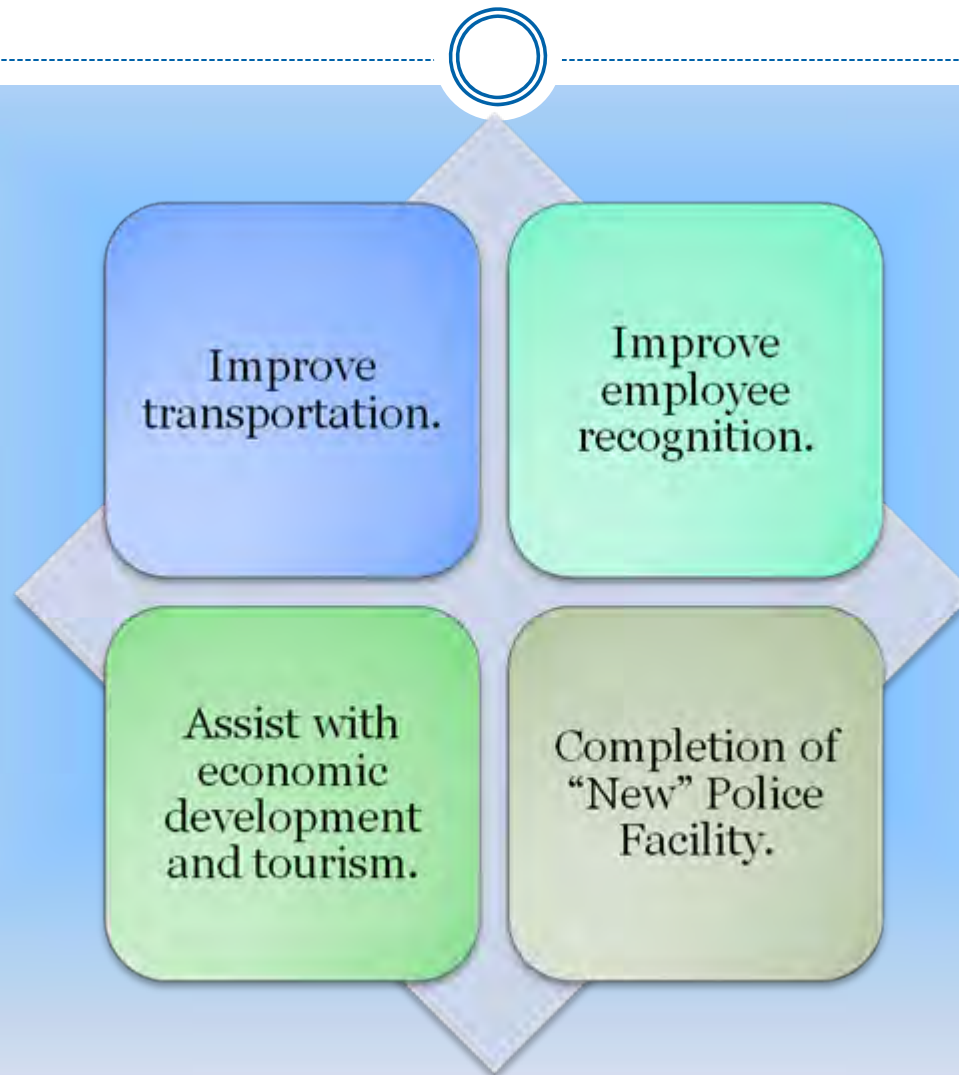 Improve
transportation.
Improve
employee
recognition.
Assist with
economic
development
and tourism.
Completion of
“New” Police
Facility.